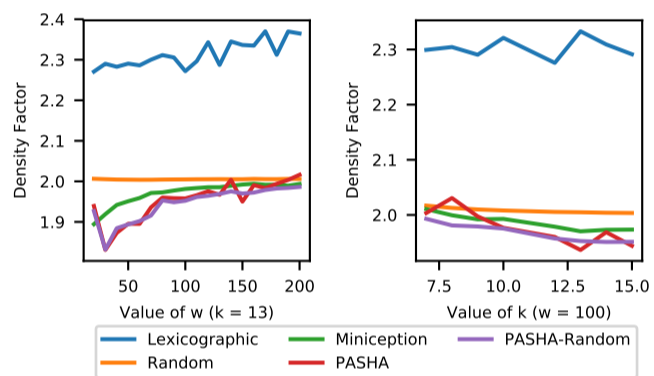 2.4
2.3
2.2
2.1
2.0
1.9
Density Factor
50 100 150 200
Value of w (k = 13)
2.3
2.2
2.1
2.0
Density Factor
7.5 10.0 12.5 15.0
Value of k (w = 100)
Lexicographic Miniception PASHA-Random
Random PASHA